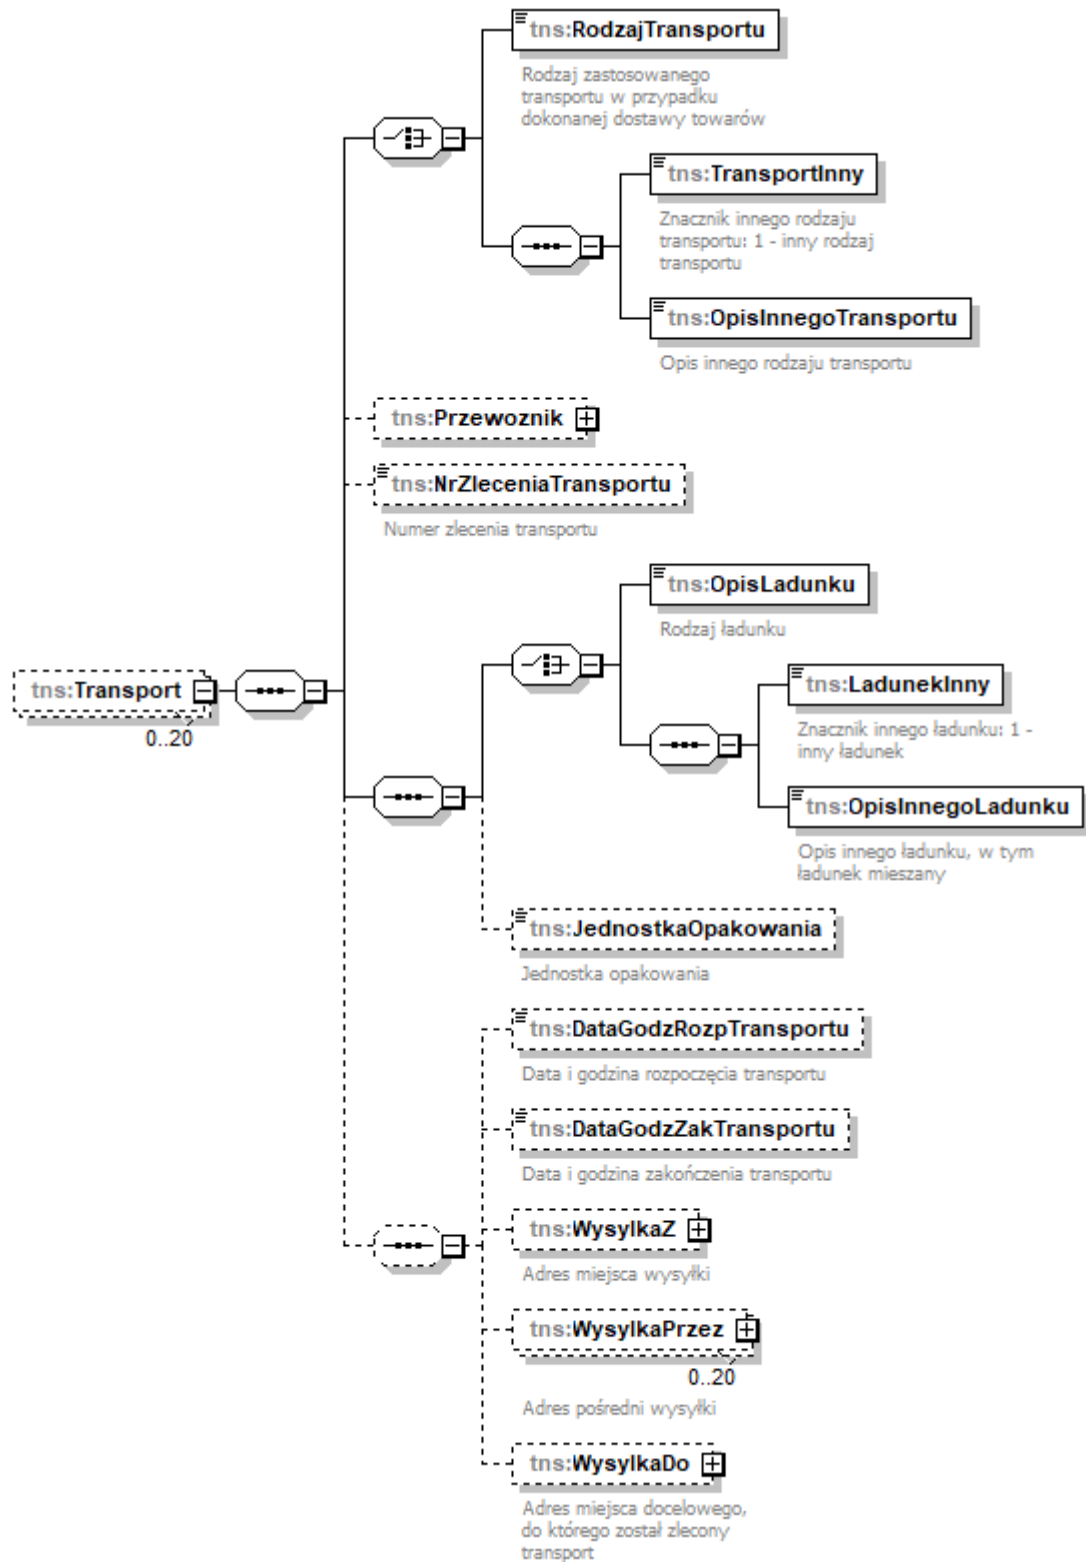 tns:RodzajTransportu
Rodzaj zastosowanego
transportu w przypadku
dokonanej dostawy towarów
tns:TransportInny
Znacznik innego rodzaju
transportu: 1 - inny rodzaj
transportu
tns:OpisInnegoTransportu
Opis innego rodzaju transportu
tns:Przewoznik
tns:NrZleceniaTransportu
Numer zlecenia transportu
tns:OpisLadunku
Rodzaj ładunku
tns:Transport
0..20
tns:LadunekInny
Znacznik innego ładunku: 1 -
inny ładunek
tns:OpisInnegoLadunku
Opis innego ładunku, w tym
ładunek mieszany
tns:JednostkaOpakowania
Jednostka opakowania
tns:DataGodzRozpTransportu
Data i godzina rozpoczęcia transportu
tns:DataGodzZakTransportu
Data i godzina zakończenia transportu
tns:WysylkaZ
Adres miejsca wysyłki
tns:WysylkaPrzez
0..20
Adres pośredni wysyłki
tns:WysylkaDo
Adres miejsca docelowego,
do którego został zlecony
transport